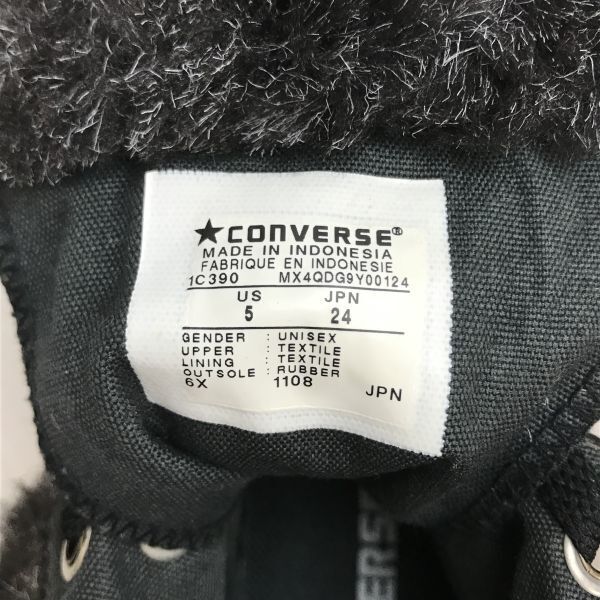 ★CONVERSE®
MADE IN INDONESIA
FABRIQUE EN INDONESIE
1C390 MX4QDG9Y00124
US JPN
5 24
GENDER : UNISEX
UPPER : TEXTILE
LINING : TEXTILE
OUTSOLE : RUBBER
6X 1108 JPN
ERSE